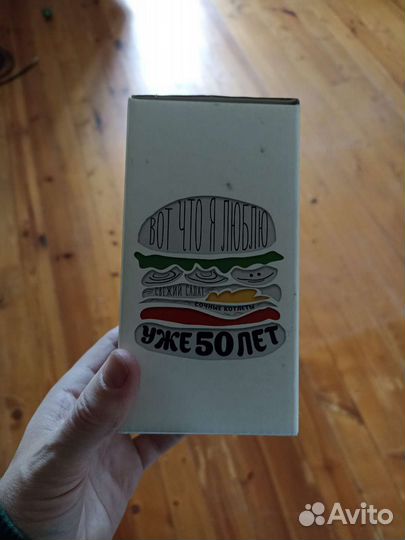 ВОТ ЧТО Я ЛЮБЛЮ
СВЕЖИЙ САЛАТ
СОЧНЫЕ КОТЛЕТЫ
УЖЕ 50 ЛЕТ
Avito